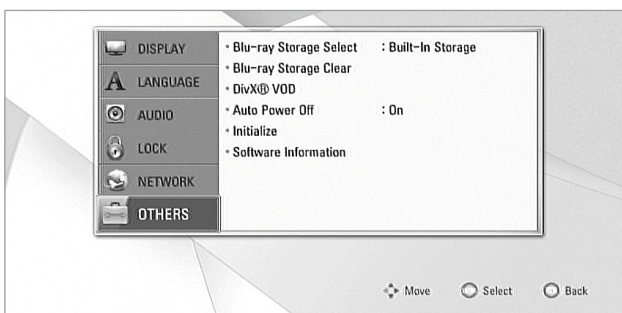 DISPLAY
LANGUAGE
AUDIO
LOCK
NETWORK
OTHERS
• Blu-ray Storage Select : Built-In Storage
• Blu-ray Storage Clear
• DivX® VOD
• Auto Power Off : On
• Initialize
• Software Information
Move Select Back